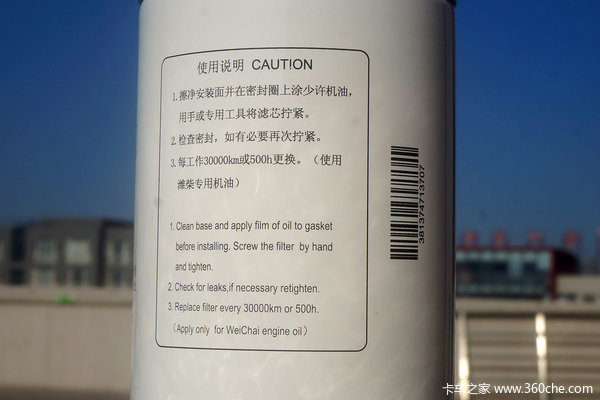 使用说明 CAUTION
1. 擦净安装面并在密封圈上涂少许机油,
用手或专用工具将滤芯拧紧。
2. 检查密封，如有必要再次拧紧。
3. 每工作30000km或500h更换。（使用
潍柴专用机油）
1. Clean base and apply film of oil to gasket
before installing. Screw the filter by hand
and tighten.
2. Check for leaks,if necessary retighten.
3. Replace filter every 30000km or 500h.
（Apply only for WeiChai engine oil）
381374713707
卡车之家 www.360che.com